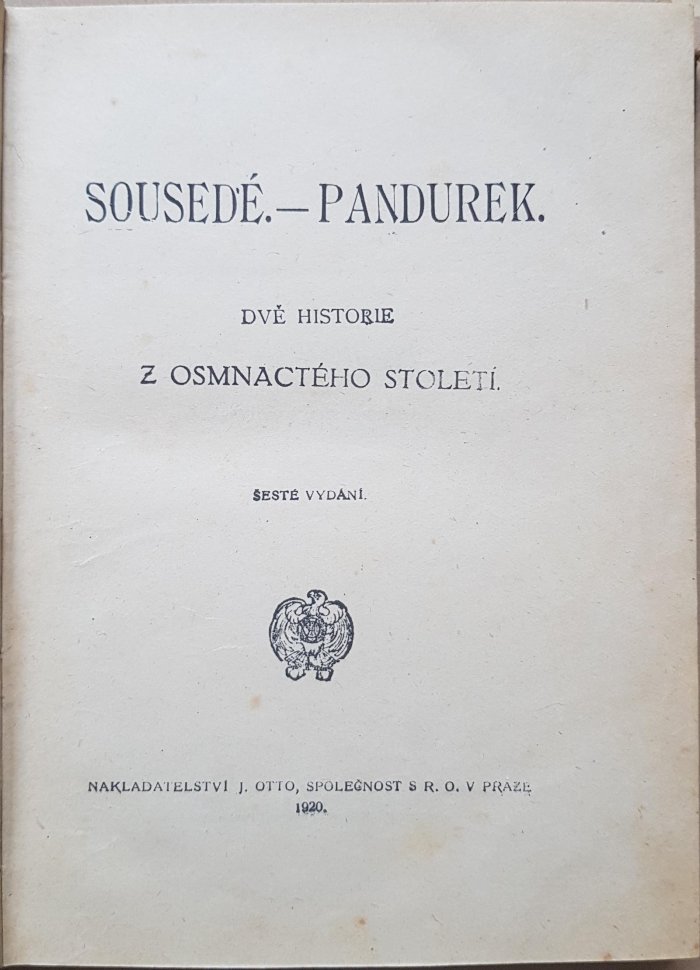 SOUSEDÉ.—PANDUREK.
DVĚ HISTORIE
Z OSMNACTÉHO STOLETÍ.
ŠESTÉ VYDÁNÍ.
NAKLADATELSTVÍ J. OTTO, SPOLEČNOST S R. O. V PRAZE
1920.